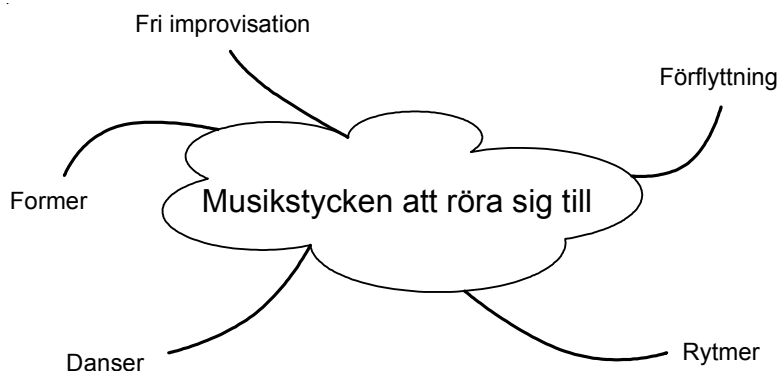 Fri improvisation
Förflyttning
Former
Musikstycken att röra sig till
Danser
Rytmer